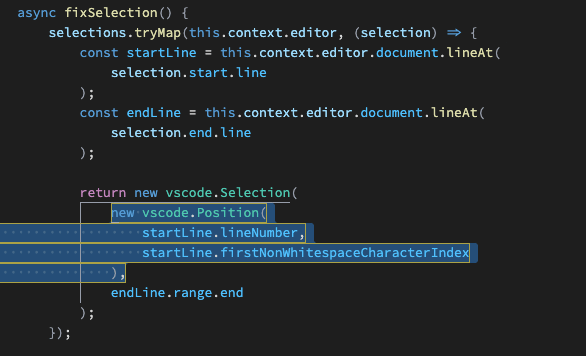 async fixSelection() {
selections.tryMap(this.context.editor, (selection) => {
const startLine = this.context.editor.document.lineAt(
selection.start.line
);
const endLine = this.context.editor.document.lineAt(
selection.end.line
);
return new vscode.Selection(
new vscode.Position(
startLine.lineNumber,
startLine.firstNonWhitespaceCharacterIndex
),
endLine.range.end
);
});